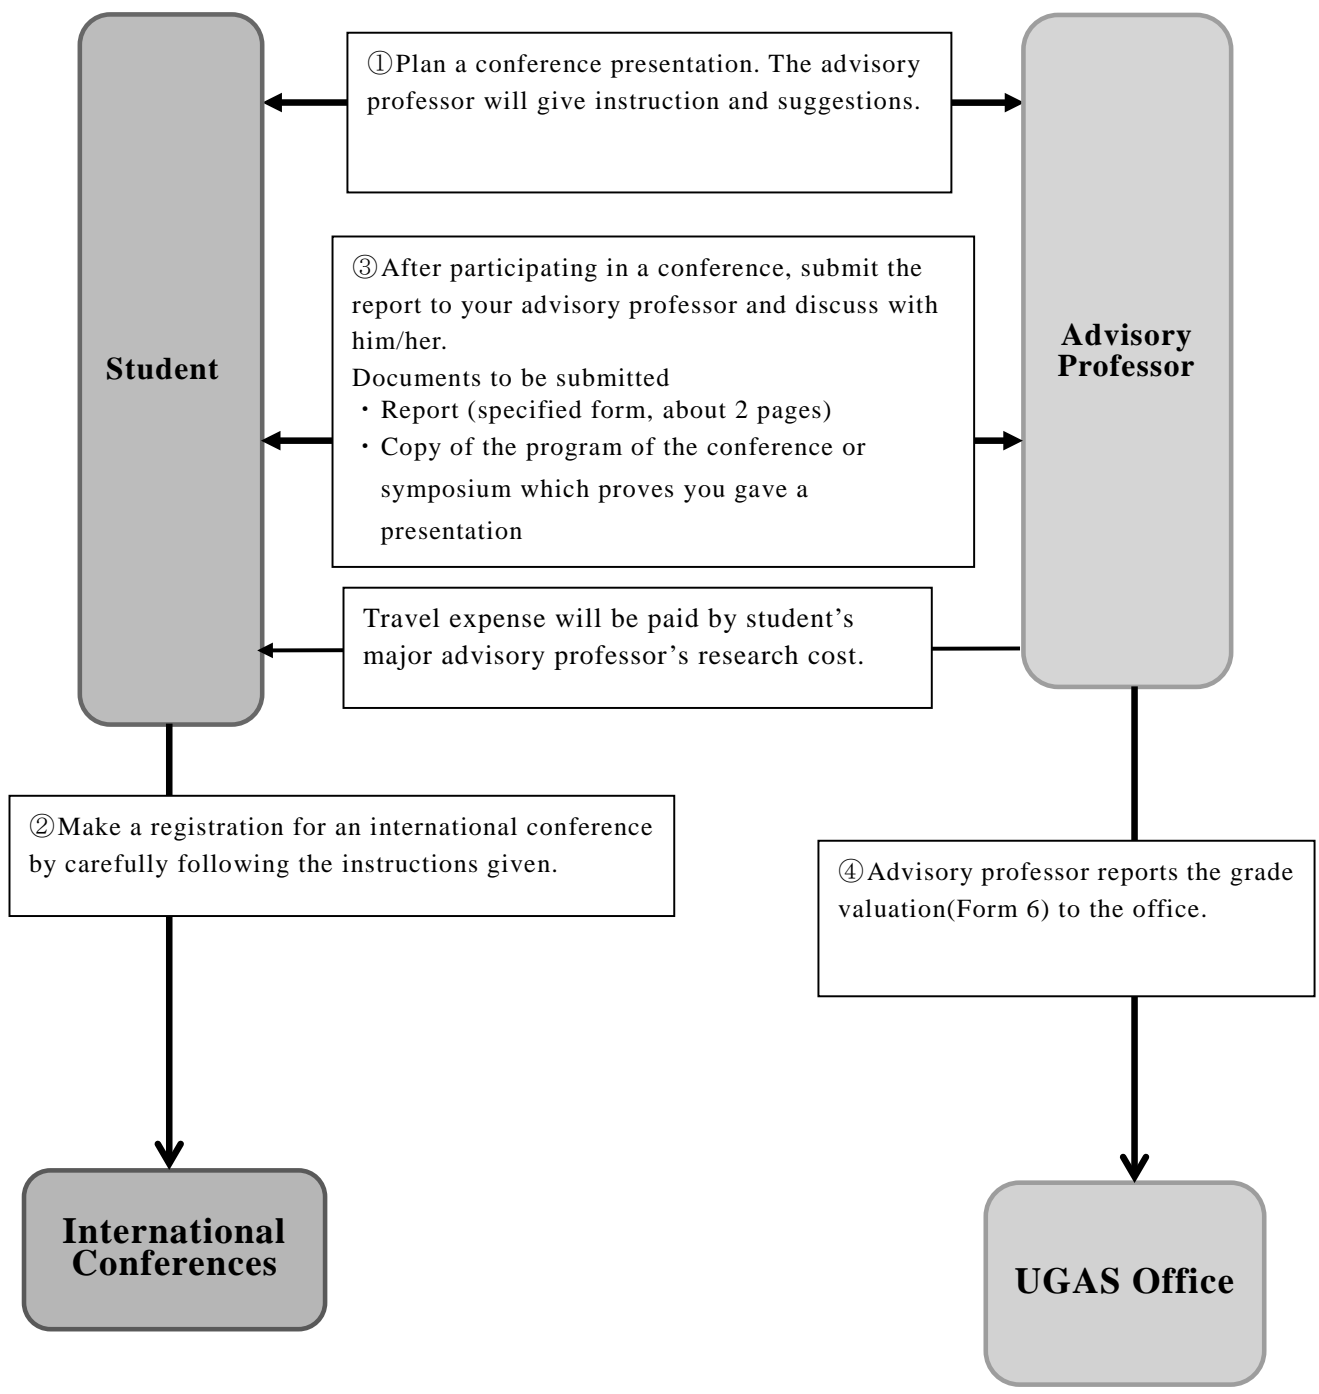 ①Plan a conference presentation. The advisory
professor will give instruction and suggestions.
③After participating in a conference, submit the
report to your advisory professor and discuss with
him/her.
Documents to be submitted
・Report (specified form, about 2 pages)
・Copy of the program of the conference or
symposium which proves you gave a
presentation
Student
Advisory
Professor
Travel expense will be paid by student’s
major advisory professor’s research cost.
②Make a registration for an international conference
by carefully following the instructions given.
④Advisory professor reports the grade
valuation(Form 6) to the office.
International
Conferences
UGAS Office